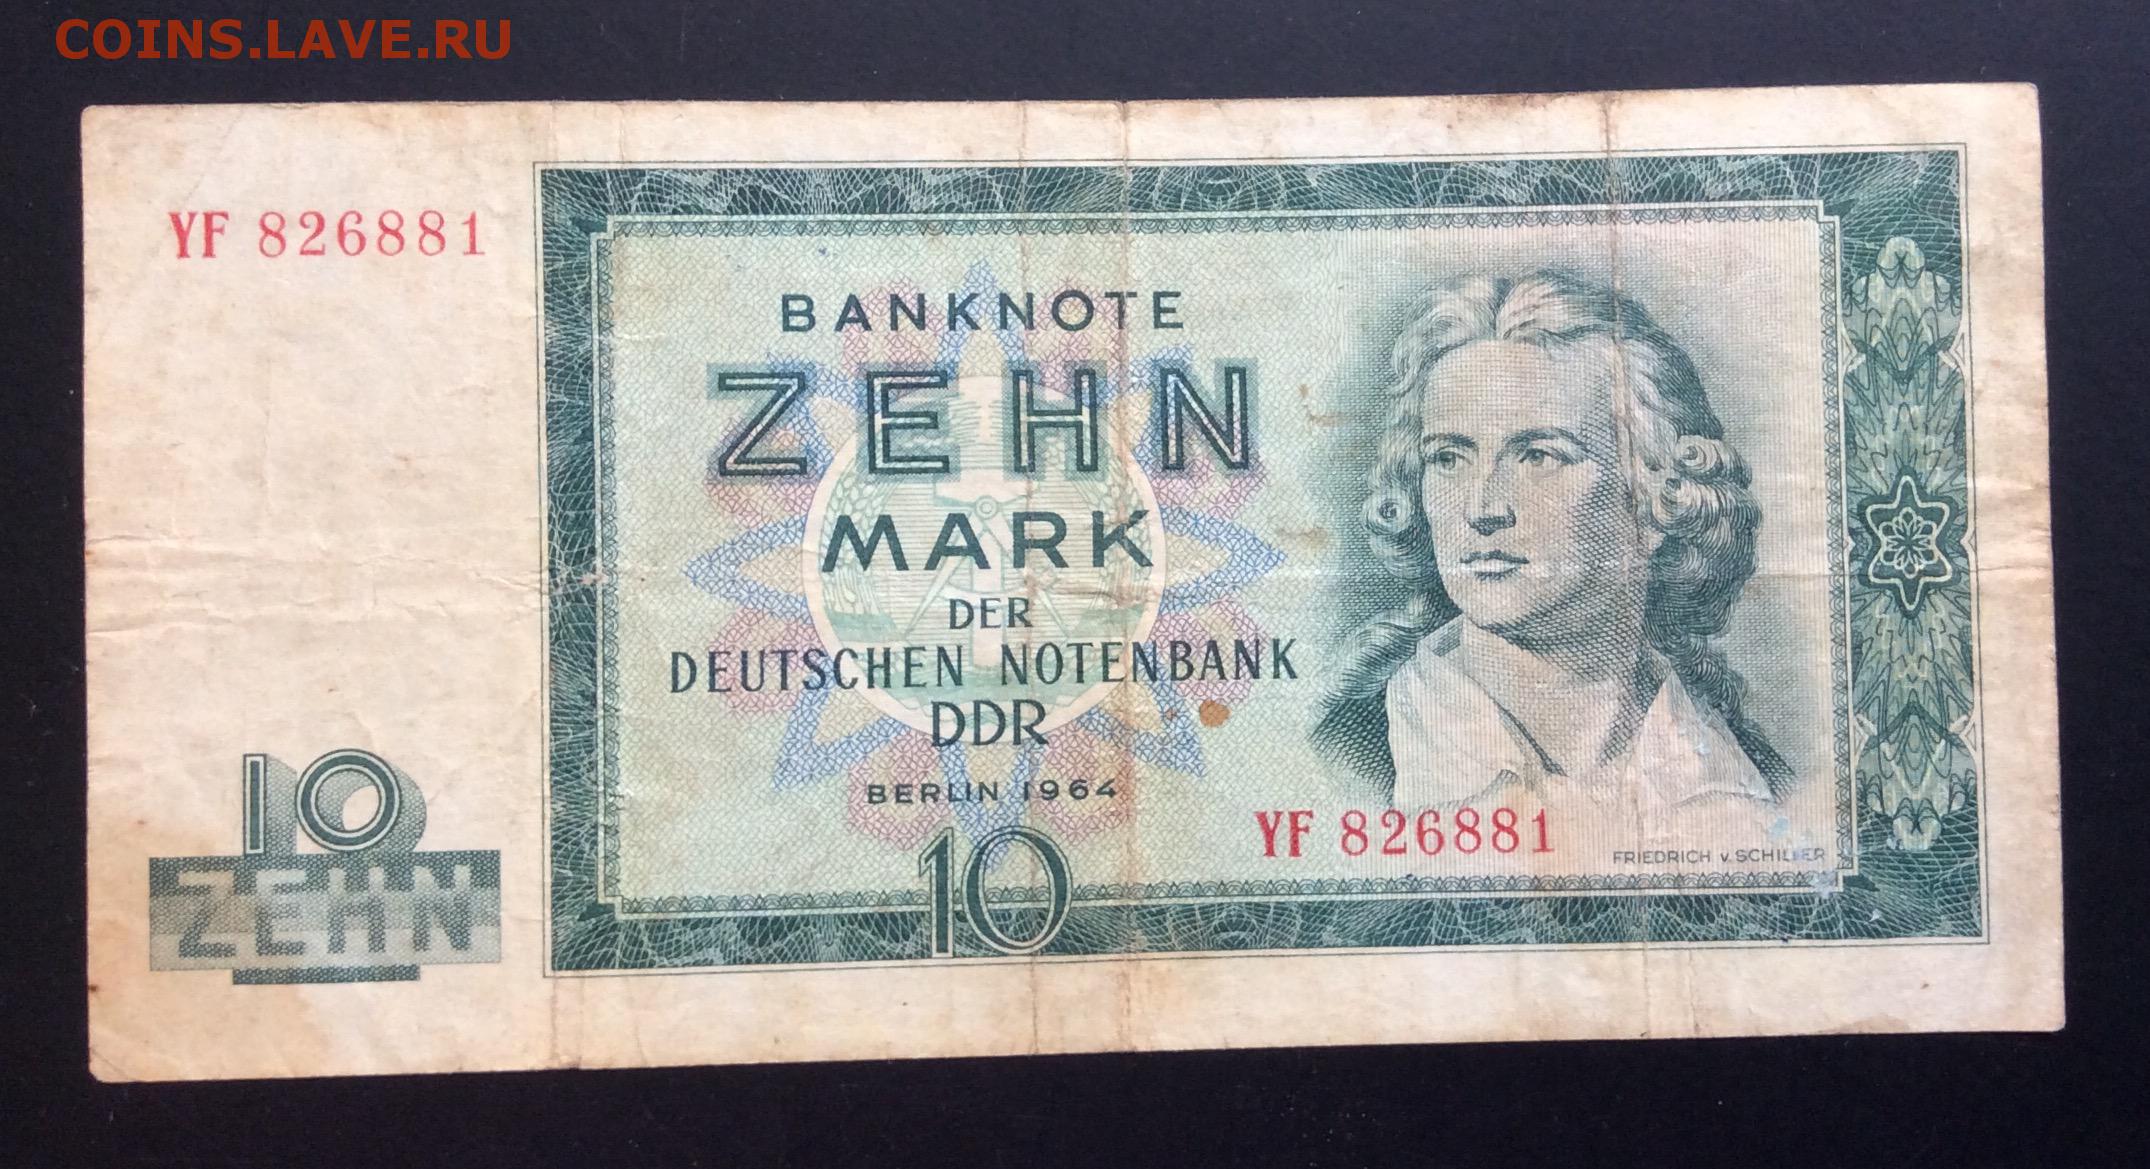 COINS.LAVE.RU
YF 826881
BANKNOTE
ZEHN
MARK
DER
DEUTSCHEN NOTENBANK
DDR
BERLIN 1964
10
YF 826881
FRIEDRICH v. SCHILLER
10
ZEHN